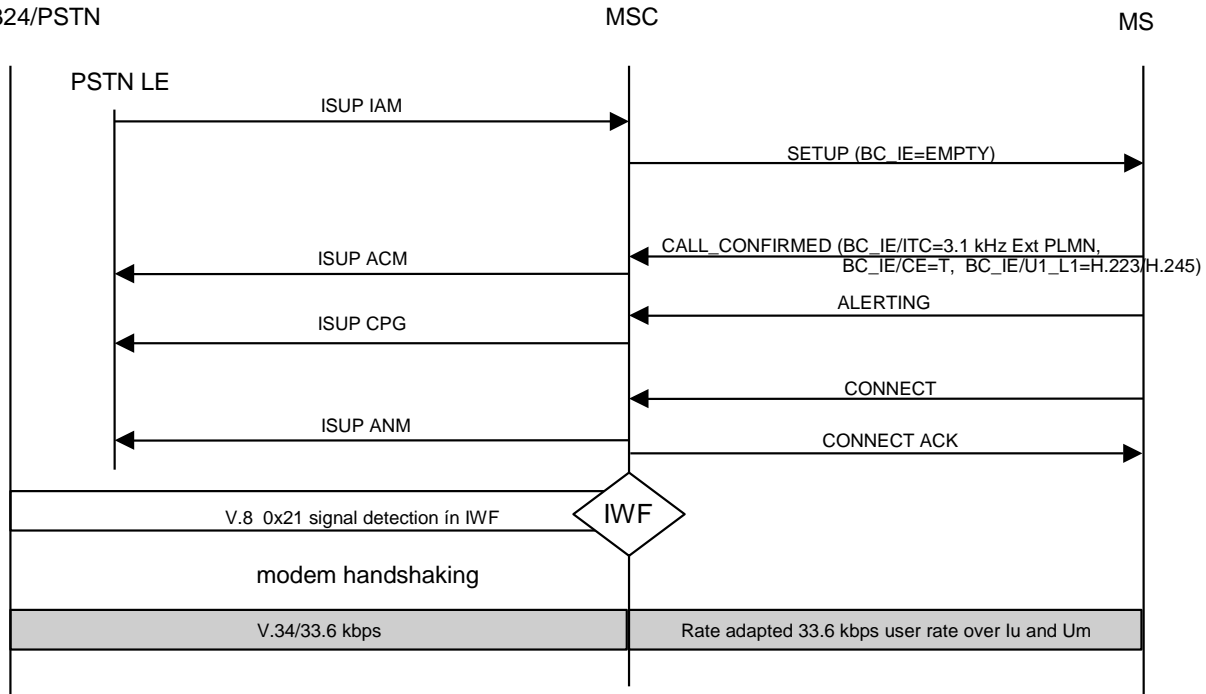 324/PSTN
MSC
MS
PSTN LE
ISUP IAM
SETUP (BC_IE=EMPTY)
CALL_CONFIRMED (BC_IE/ITC=3.1 kHz Ext PLMN,
BC_IE/CE=T, BC_IE/U1_L1=H.223/H.245)
ISUP ACM
ALERTING
ISUP CPG
CONNECT
ISUP ANM
CONNECT ACK
IWF
V.8 0x21 signal detection ín IWF
modem handshaking
V.34/33.6 kbps
Rate adapted 33.6 kbps user rate over Iu and Um